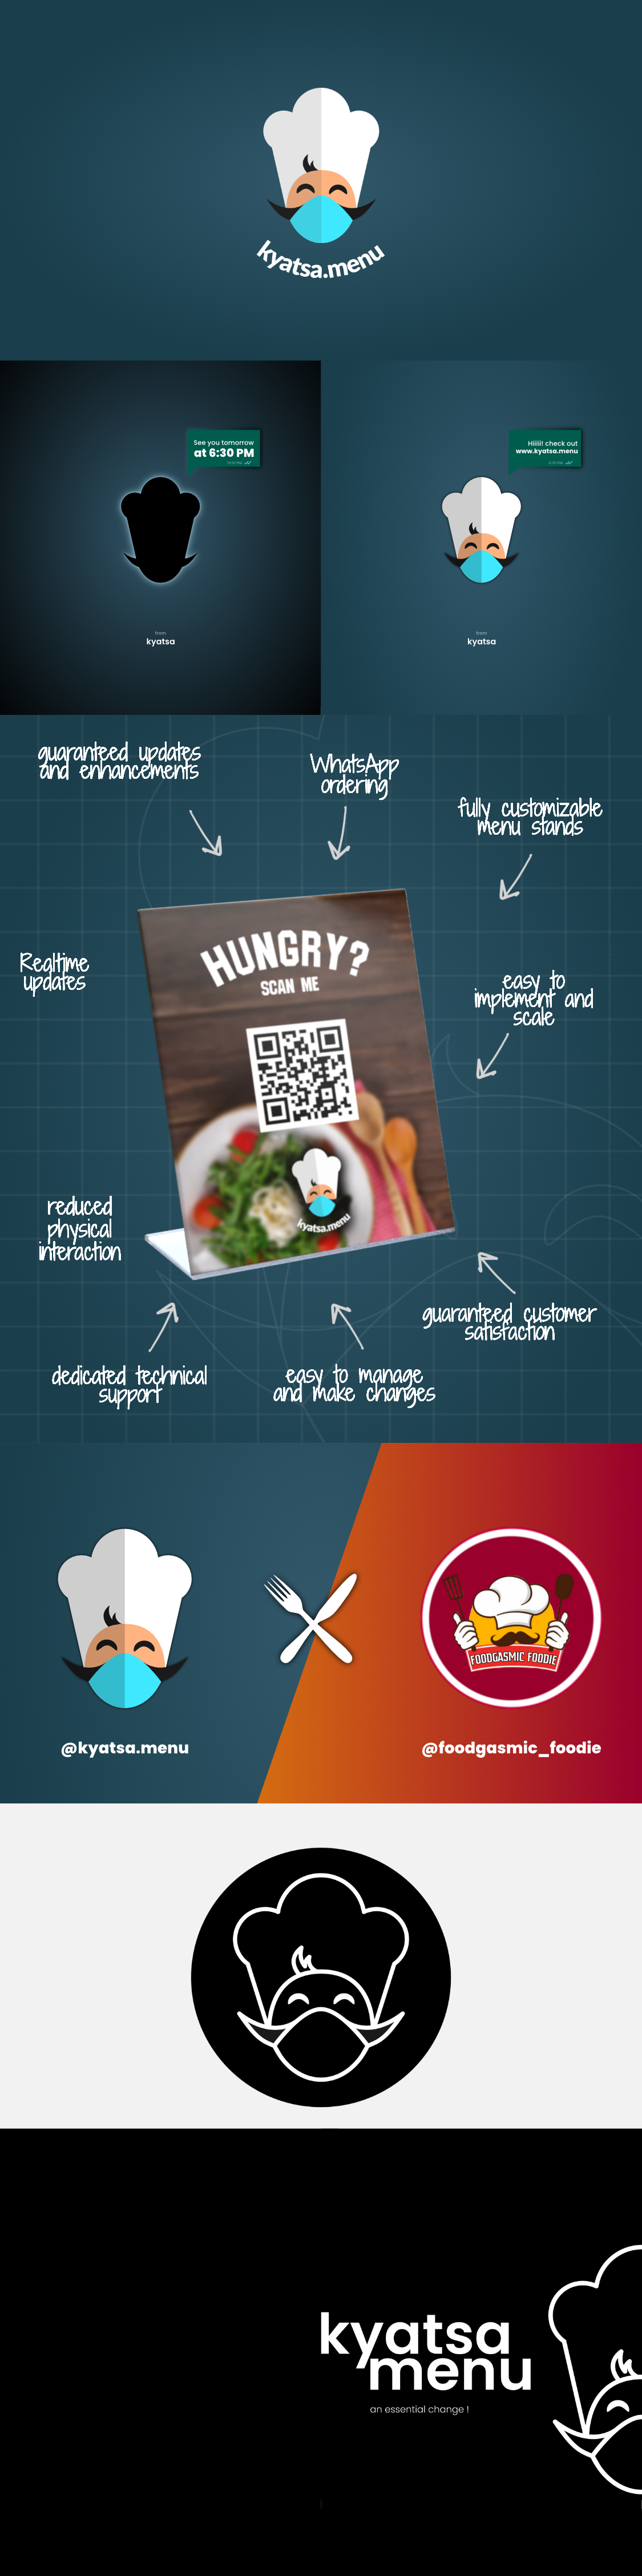 kyatsa.menu
See you tomorrow
at 6:30 PM
from
kyatsa
Hiiiii! check out
www.kyatsa.menu
from
kyatsa
guaranteed updates
and enhancements
WhatsApp
ordering
fully customizable
menu stands
Realtime
updates
easy to
implement and
scale
HUNGRY?
SCAN ME
kyatsa.menu
reduced
physical
interaction
guaranteed customer
satisfaction
dedicated technical
support
easy to manage
and make changes
FOODGASMIC FOODIE
@kyatsa.menu
@foodgasmic_foodie
kyatsa
menu
an essential change !